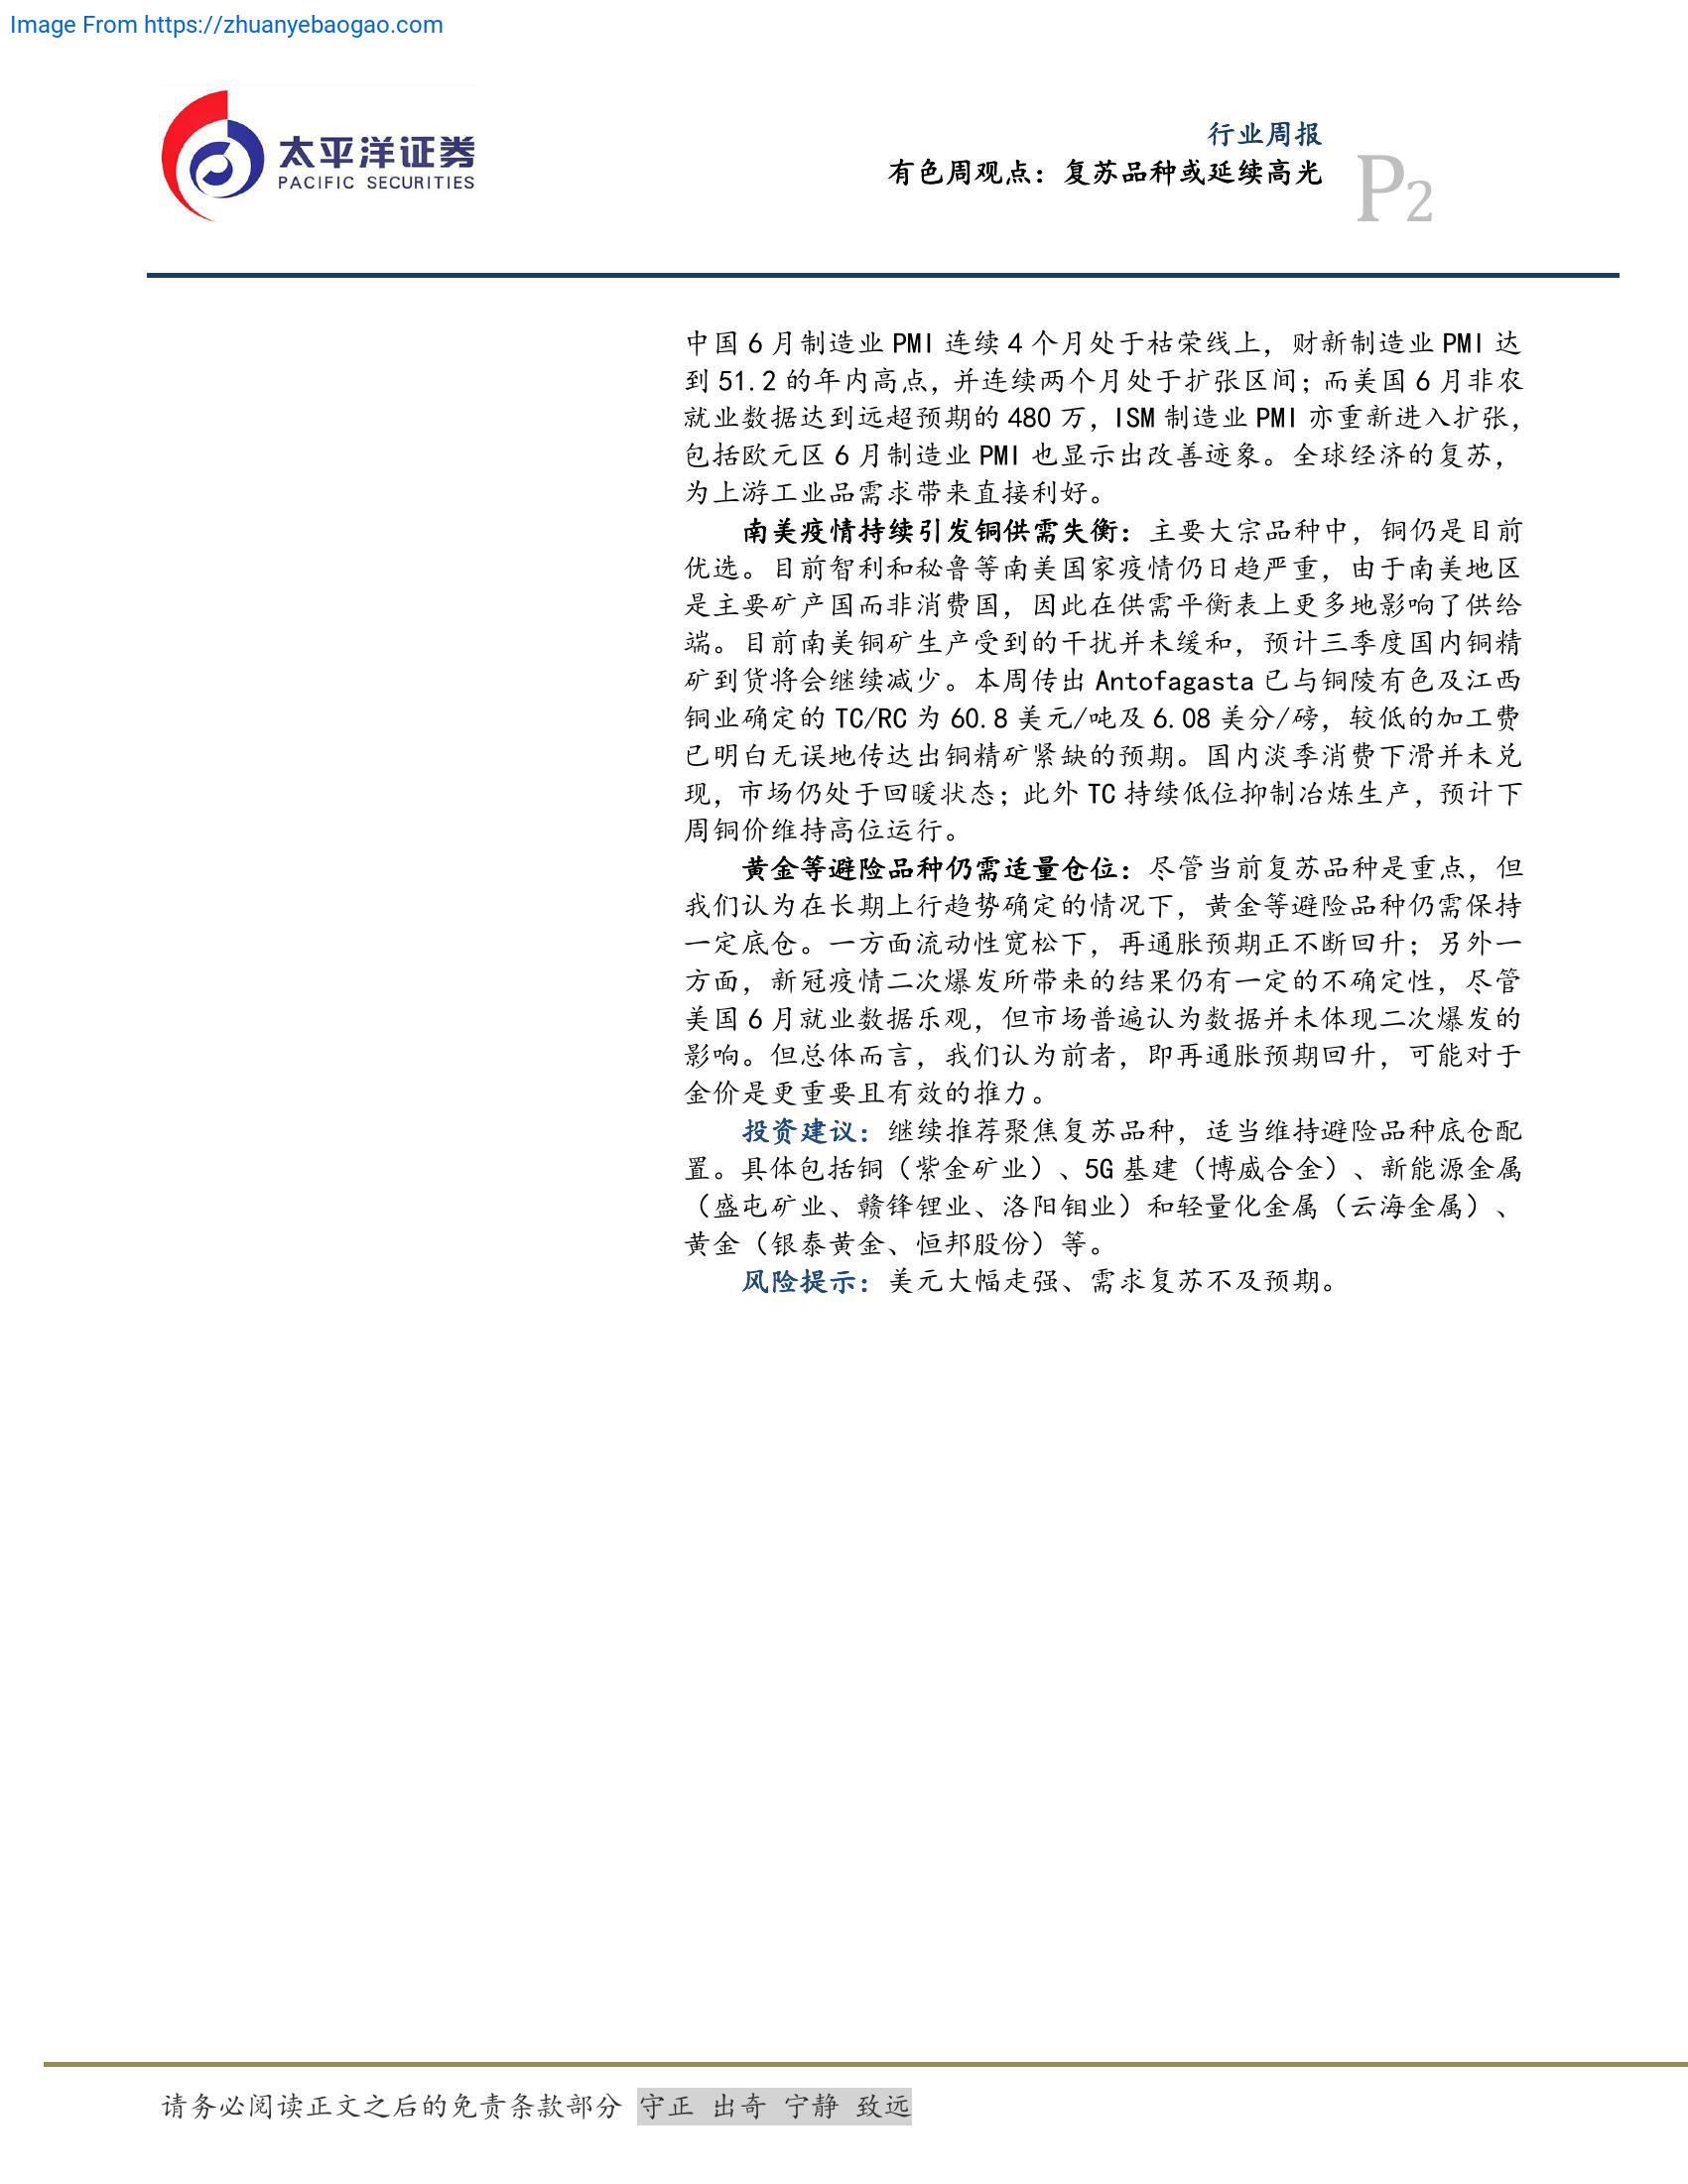 Image From https://zhuanyebaogao.com
太平洋证券
PACIFIC SECURITIES
行业周报
有色周观点：复苏品种或延续高光
P2
中国 6 月制造业 PMI 连续 4 个月处于枯荣线上，财新制造业 PMI 达
到 51.2 的年内高点，并连续两个月处于扩张区间；而美国 6 月非农
就业数据达到远超预期的 480 万，ISM 制造业 PMI 亦重新进入扩张，
包括欧元区 6 月制造业 PMI 也显示出改善迹象。全球经济的复苏，
为上游工业品需求带来直接利好。
南美疫情持续引发铜供需失衡：主要大宗品种中，铜仍是目前
优选。目前智利和秘鲁等南美国家疫情仍日趋严重，由于南美地区
是主要矿产国而非消费国，因此在供需平衡表上更多地影响了供给
端。目前南美铜矿生产受到的干扰并未缓和，预计三季度国内铜精
矿到货将会继续减少。本周传出 Antofagasta 已与铜陵有色及江西
铜业确定的 TC/RC 为 60.8 美元/吨及 6.08 美分/磅，较低的加工费
已明白无误地传达出铜精矿紧缺的预期。国内淡季消费下滑并未兑
现，市场仍处于回暖状态；此外 TC 持续低位抑制冶炼生产，预计下
周铜价维持高位运行。
黄金等避险品种仍需适量仓位：尽管当前复苏品种是重点，但
我们认为在长期上行趋势确定的情况下，黄金等避险品种仍需保持
一定底仓。一方面流动性宽松下，再通胀预期正不断回升；另外一
方面，新冠疫情二次爆发所带来的结果仍有一定的不确定性，尽管
美国 6 月就业数据乐观，但市场普遍认为数据并未体现二次爆发的
影响。但总体而言，我们认为前者，即再通胀预期回升，可能对于
金价是更重要且有效的推力。
投资建议：继续推荐聚焦复苏品种，适当维持避险品种底仓配
置。具体包括铜（紫金矿业）、5G 基建（博威合金）、新能源金属
（盛屯矿业、赣锋锂业、洛阳钼业）和轻量化金属（云海金属）、
黄金（银泰黄金、恒邦股份）等。
风险提示：美元大幅走强、需求复苏不及预期。
请务必阅读正文之后的免责条款部分 守正 出奇 宁静 致远